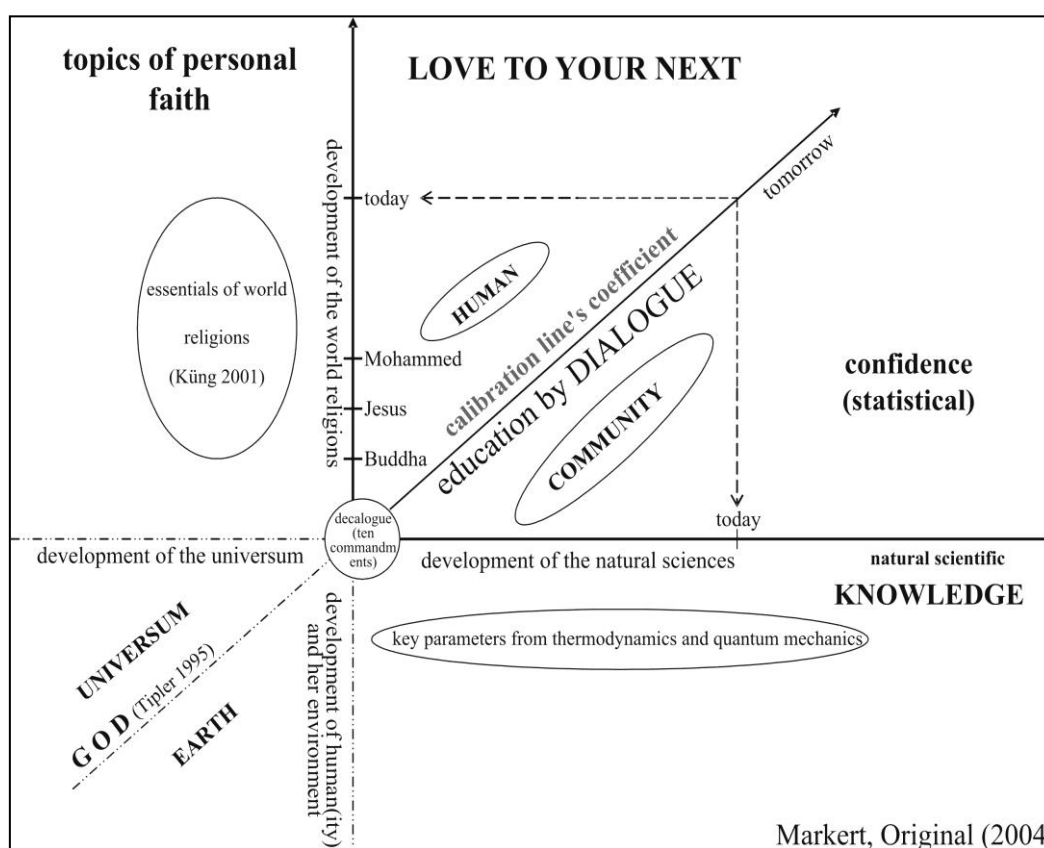 topics of personal
faith
LOVE TO YOUR NEXT
development of the world religions
today
Mohammed
Jesus
Buddha
essentials of world
religions
(Küng 2001)
HUMAN
calibration line's coefficient
education by DIALOGUE
COMMUNITY
tomorrow
confidence
(statistical)
today
decalogue
(ten
commandm
ents)
development of the universum
development of the natural sciences
natural scientific
KNOWLEDGE
key parameters from thermodynamics and quantum mechanics
development of human(ity)
and her environment
UNIVERSUM
G O D (Tipler 1995)
EARTH
Markert, Original (2004